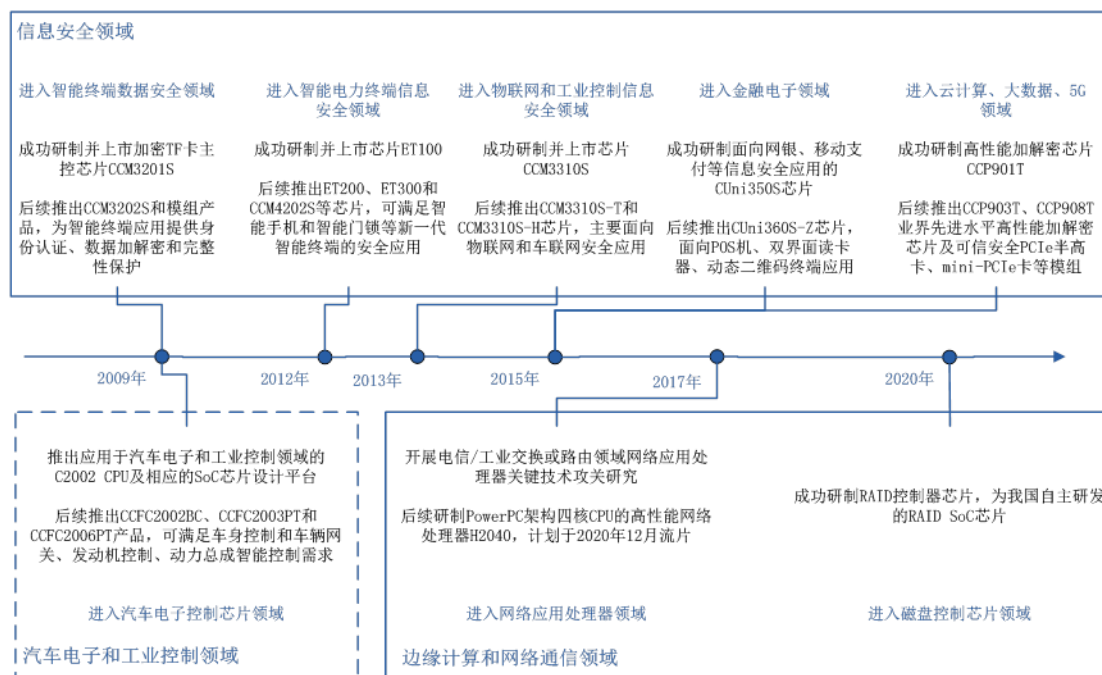 信息安全领域
进入智能终端数据安全领域
成功研制并上市加密TF卡主
控芯片CCM3201S
后续推出CCM3202S和模组产
品，为智能终端应用提供身
份认证、数据加解密和完整
性保护
进入智能电力终端信息
安全领域
成功研制并上市芯片ET100
后续推出ET200、ET300和
CCM4202S等芯片，可满足智
能手机和智能门锁等新一代
智能终端的安全应用
进入物联网和工业控制信息
安全领域
成功研制并上市芯片
CCM3310S
后续推出CCM3310S-T和
CCM3310S-H芯片，主要面向
物联网和车联网安全应用
进入金融电子领域
成功研制面向网银、移动支
付等信息安全应用的
CUni350S芯片
后续推出CUni360S-Z芯片，
面向POS机、双界面读卡
器、动态二维码终端应用
进入云计算、大数据、5G
领域
成功研制高性能加解密芯片
CCP901T
后续推出CCP903T、CCP908T
业界先进水平高性能加解密
芯片及可信安全PCIe半高
卡、mini-PCIe卡等模组
2009年
2012年
2013年
2015年
2017年
2020年
推出应用于汽车电子和工业控制领域的
C2002 CPU及相应的SoC芯片设计平台
后续推出CCFC2002BC、CCFC2003PT和
CCFC2006PT产品，可满足车身控制和车辆网
关、发动机控制、动力总成智能控制需求
进入汽车电子控制芯片领域
汽车电子和工业控制领域
开展电信/工业交换或路由领域网络应用处
理器关键技术攻关研究
后续研制PowerPC架构四核CPU的高性能网络
处理器H2040，计划于2020年12月流片
进入网络应用处理器领域
成功研制RAID控制器芯片，为我国自主研发
的RAID SoC芯片
进入磁盘控制芯片领域
边缘计算和网络通信领域